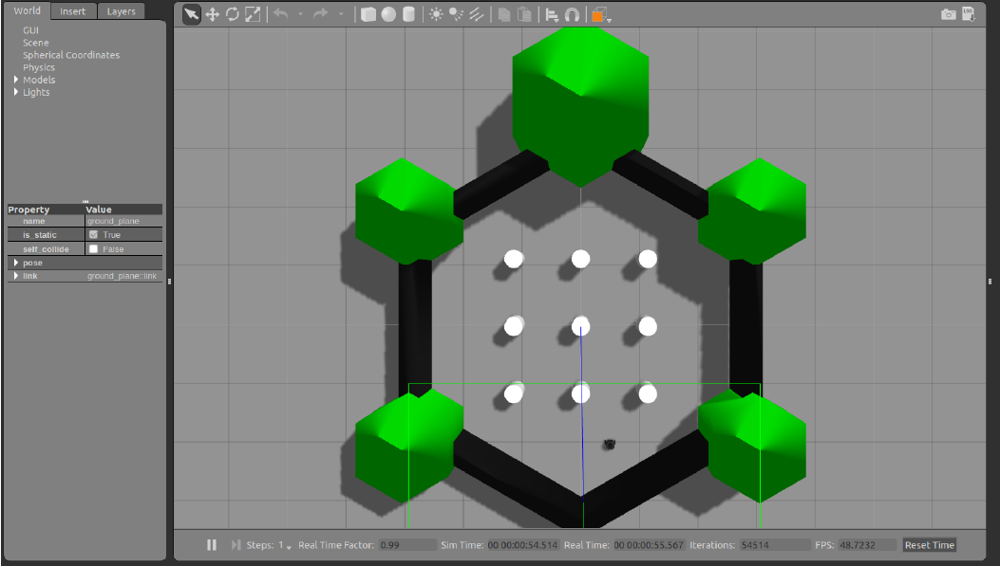 World Insert Layers
GUI
Scene
Spherical Coordinates
Physics
Models
Lights
Property Value
name ground_plane
is_static True
self_collide False
pose
link ground_plane::link
LOG
Steps: 1 Real Time Factor: 0.99 Sim Time: 00 00:00:54.514 Real Time: 00 00:00:55.567 Iterations: 54514 FPS: 48.7232 Reset Time